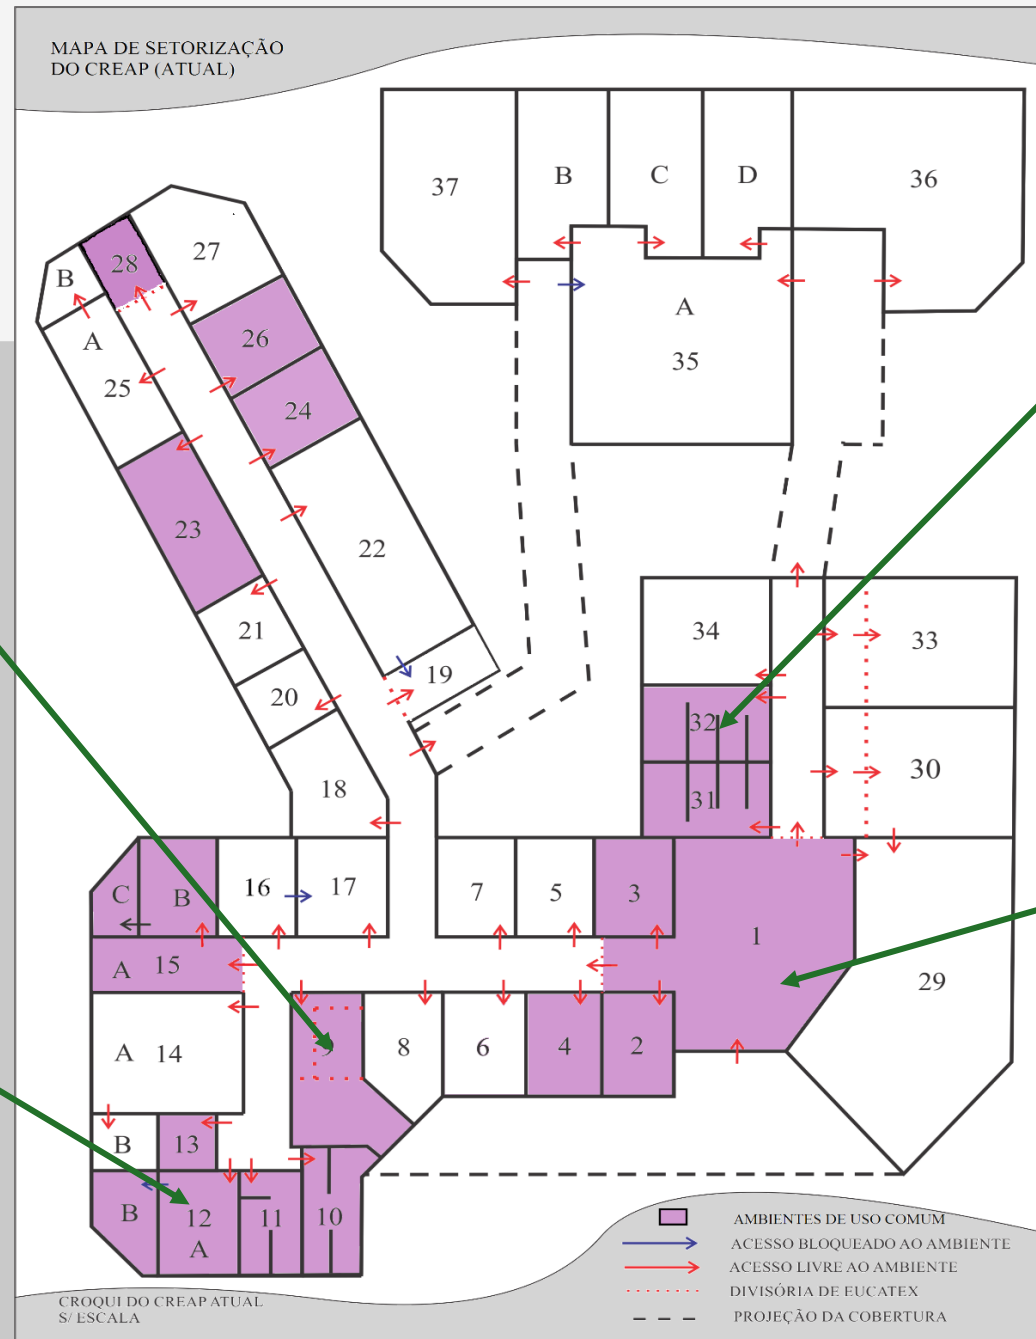 MAPA DE SETORIZAÇÃO
DO CREAP (ATUAL)
37
B
C
D
36
A
35
27
28
B
26
A
24
25
23
22
21
19
20
18
34
33
32
30
31
C
B
16
17
7
5
3
1
A 15
29
A 14
9
8
6
4
2
B
13
B
12
A
11
10
AMBIENTES DE USO COMUM
ACESSO BLOQUEADO AO AMBIENTE
ACESSO LIVRE AO AMBIENTE
DIVISÓRIA DE EUCATEX
PROJEÇÃO DA COBERTURA
CROQUI DO CREAP ATUAL
S/ ESCALA